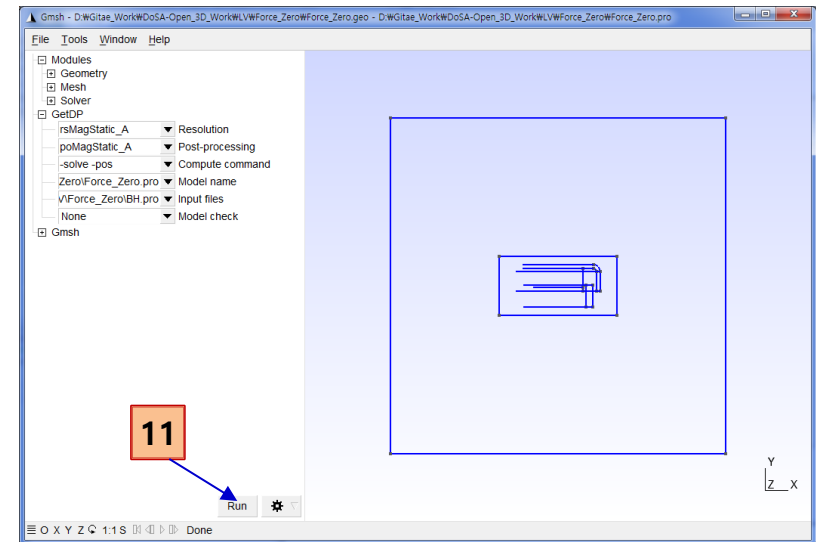 Gmsh - D:₩Gitae_Work₩DoSA-Open_3D_Work₩LV₩Force_Zero₩Force_Zero.geo - D:₩Gitae_Work₩DoSA-Open_3D_Work₩LV₩Force_Zero₩Force_Zero.pro
File Tools Window Help
Modules
Geometry
Mesh
Solver
GetDP
rsMagStatic_A Resolution
poMagStatic_A Post-processing
-solve -pos Compute command
Zero\Force_Zero.pro Model name
V\Force_Zero\BH.pro Input files
None Model check
Gmsh
11
Run
Y
Z X
O X Y Z 1:1 S Done